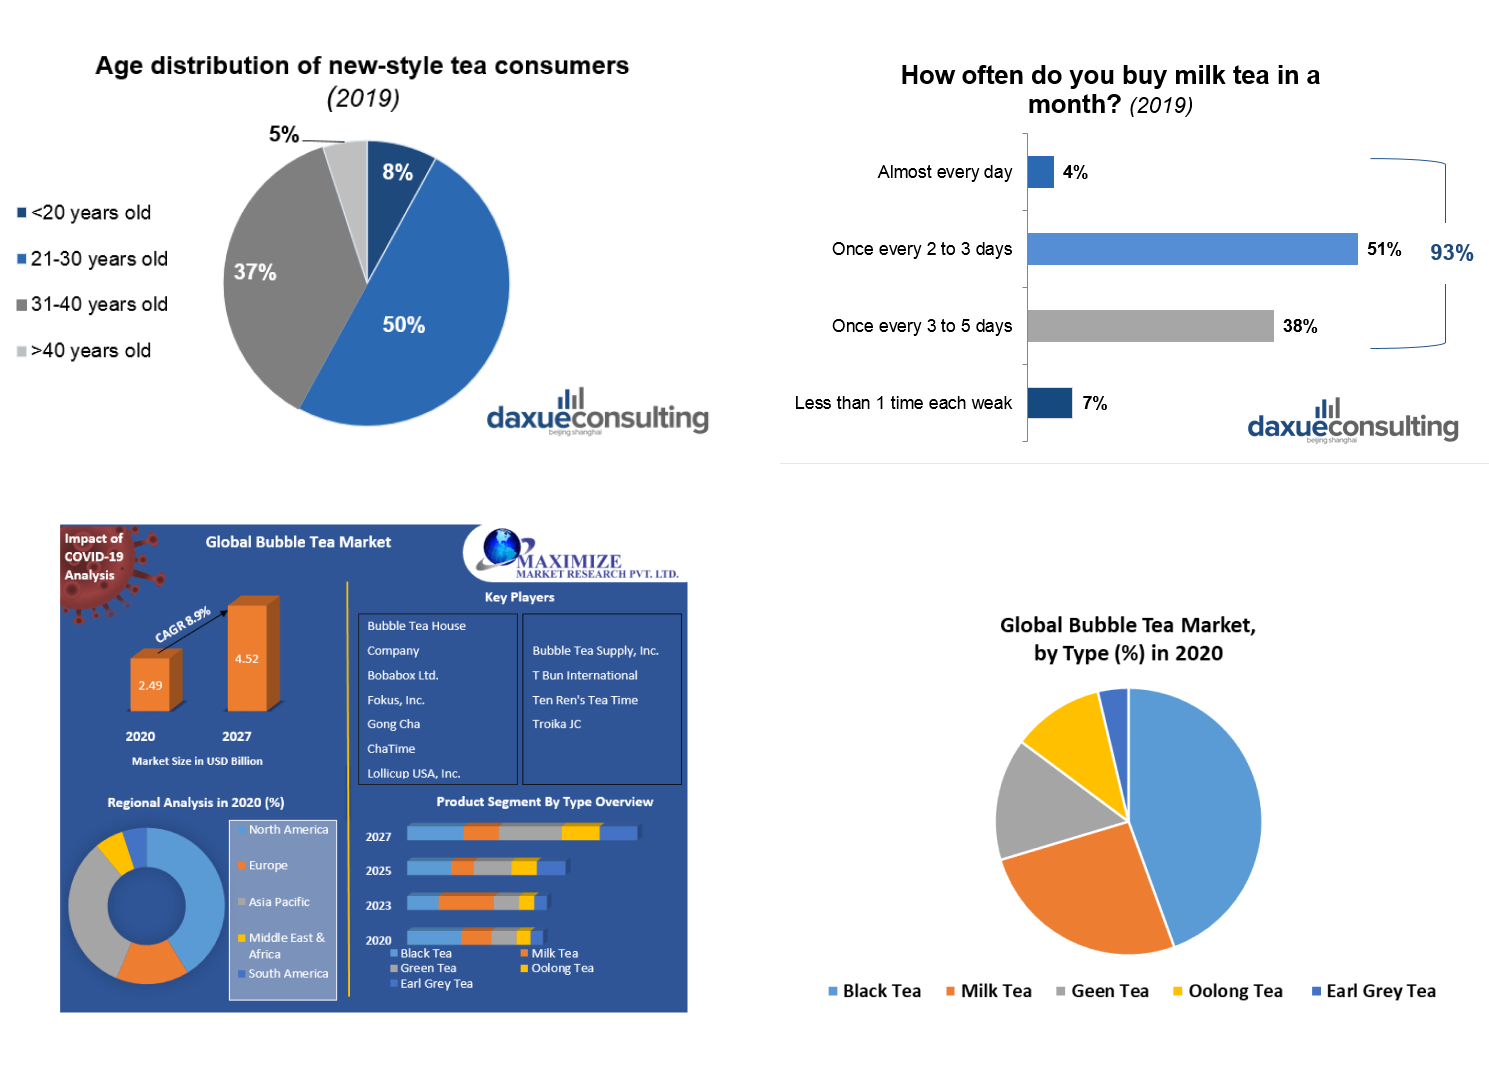 Age distribution of new-style tea consumers
(2019)
5%
8%
37%
50%
<20 years old
21-30 years old
31-40 years old
>40 years old
daxueconsulting
beijing shanghai
How often do you buy milk tea in a
month? (2019)
Almost every day
4%
Once every 2 to 3 days
51%
93%
Once every 3 to 5 days
38%
Less than 1 time each weak
7%
daxueconsulting
beijing shanghai
Impact of
COVID-19
Analysis
Global Bubble Tea Market
MAXIMIZE
MARKET RESEARCH PVT. LTD.
CAGR 8.9%
2.49
4.52
2020
2027
Market Size in USD Billion
Key Players
Bubble Tea House
Company
Bobabox Ltd.
Fokus, Inc.
Gong Cha
ChaTime
Lollicup USA, Inc.
Bubble Tea Supply, Inc.
T Bun International
Ten Ren's Tea Time
Troika JC
Regional Analysis in 2020 (%)
North America
Europe
Asia Pacific
Middle East &
Africa
South America
Product Segment By Type Overview
2027
2025
2023
2020
Black Tea
Milk Tea
Green Tea
Oolong Tea
Earl Grey Tea
Global Bubble Tea Market,
by Type (%) in 2020
Black Tea
Milk Tea
Geen Tea
Oolong Tea
Earl Grey Tea